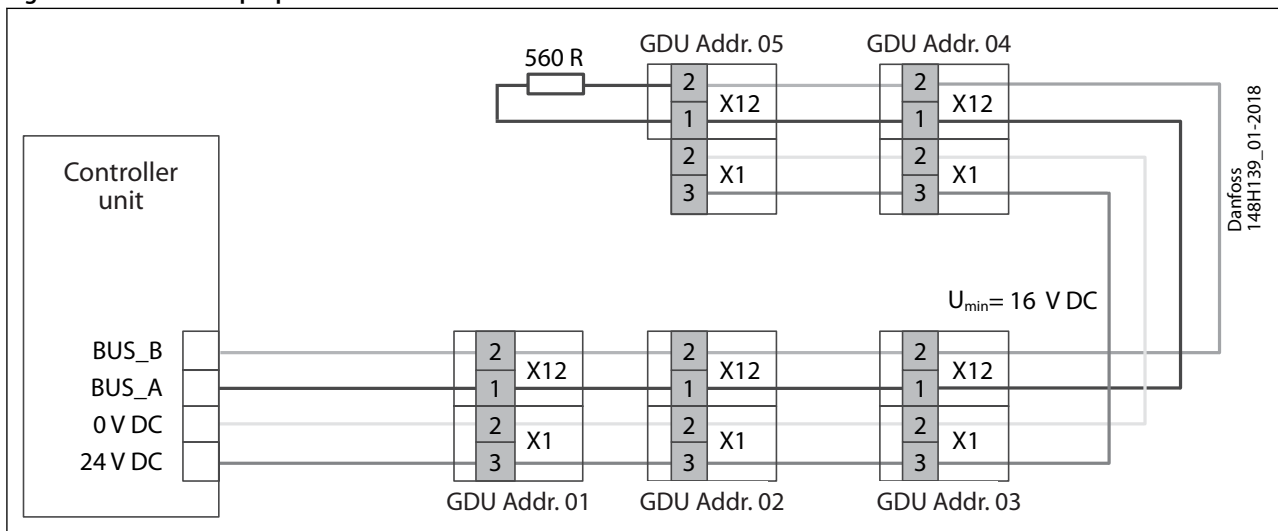 560 R
GDU Addr. 05
GDU Addr. 04
2
X12
1
2
X1
3
2
X12
1
2
X1
3
Danfoss
148H139_01-2018
Controller
unit
Umin= 16 V DC
BUS_B
BUS_A
0 V DC
24 V DC
2
X12
1
2
X1
3
2
X12
1
2
X1
3
2
X12
1
2
X1
3
GDU Addr. 01
GDU Addr. 02
GDU Addr. 03